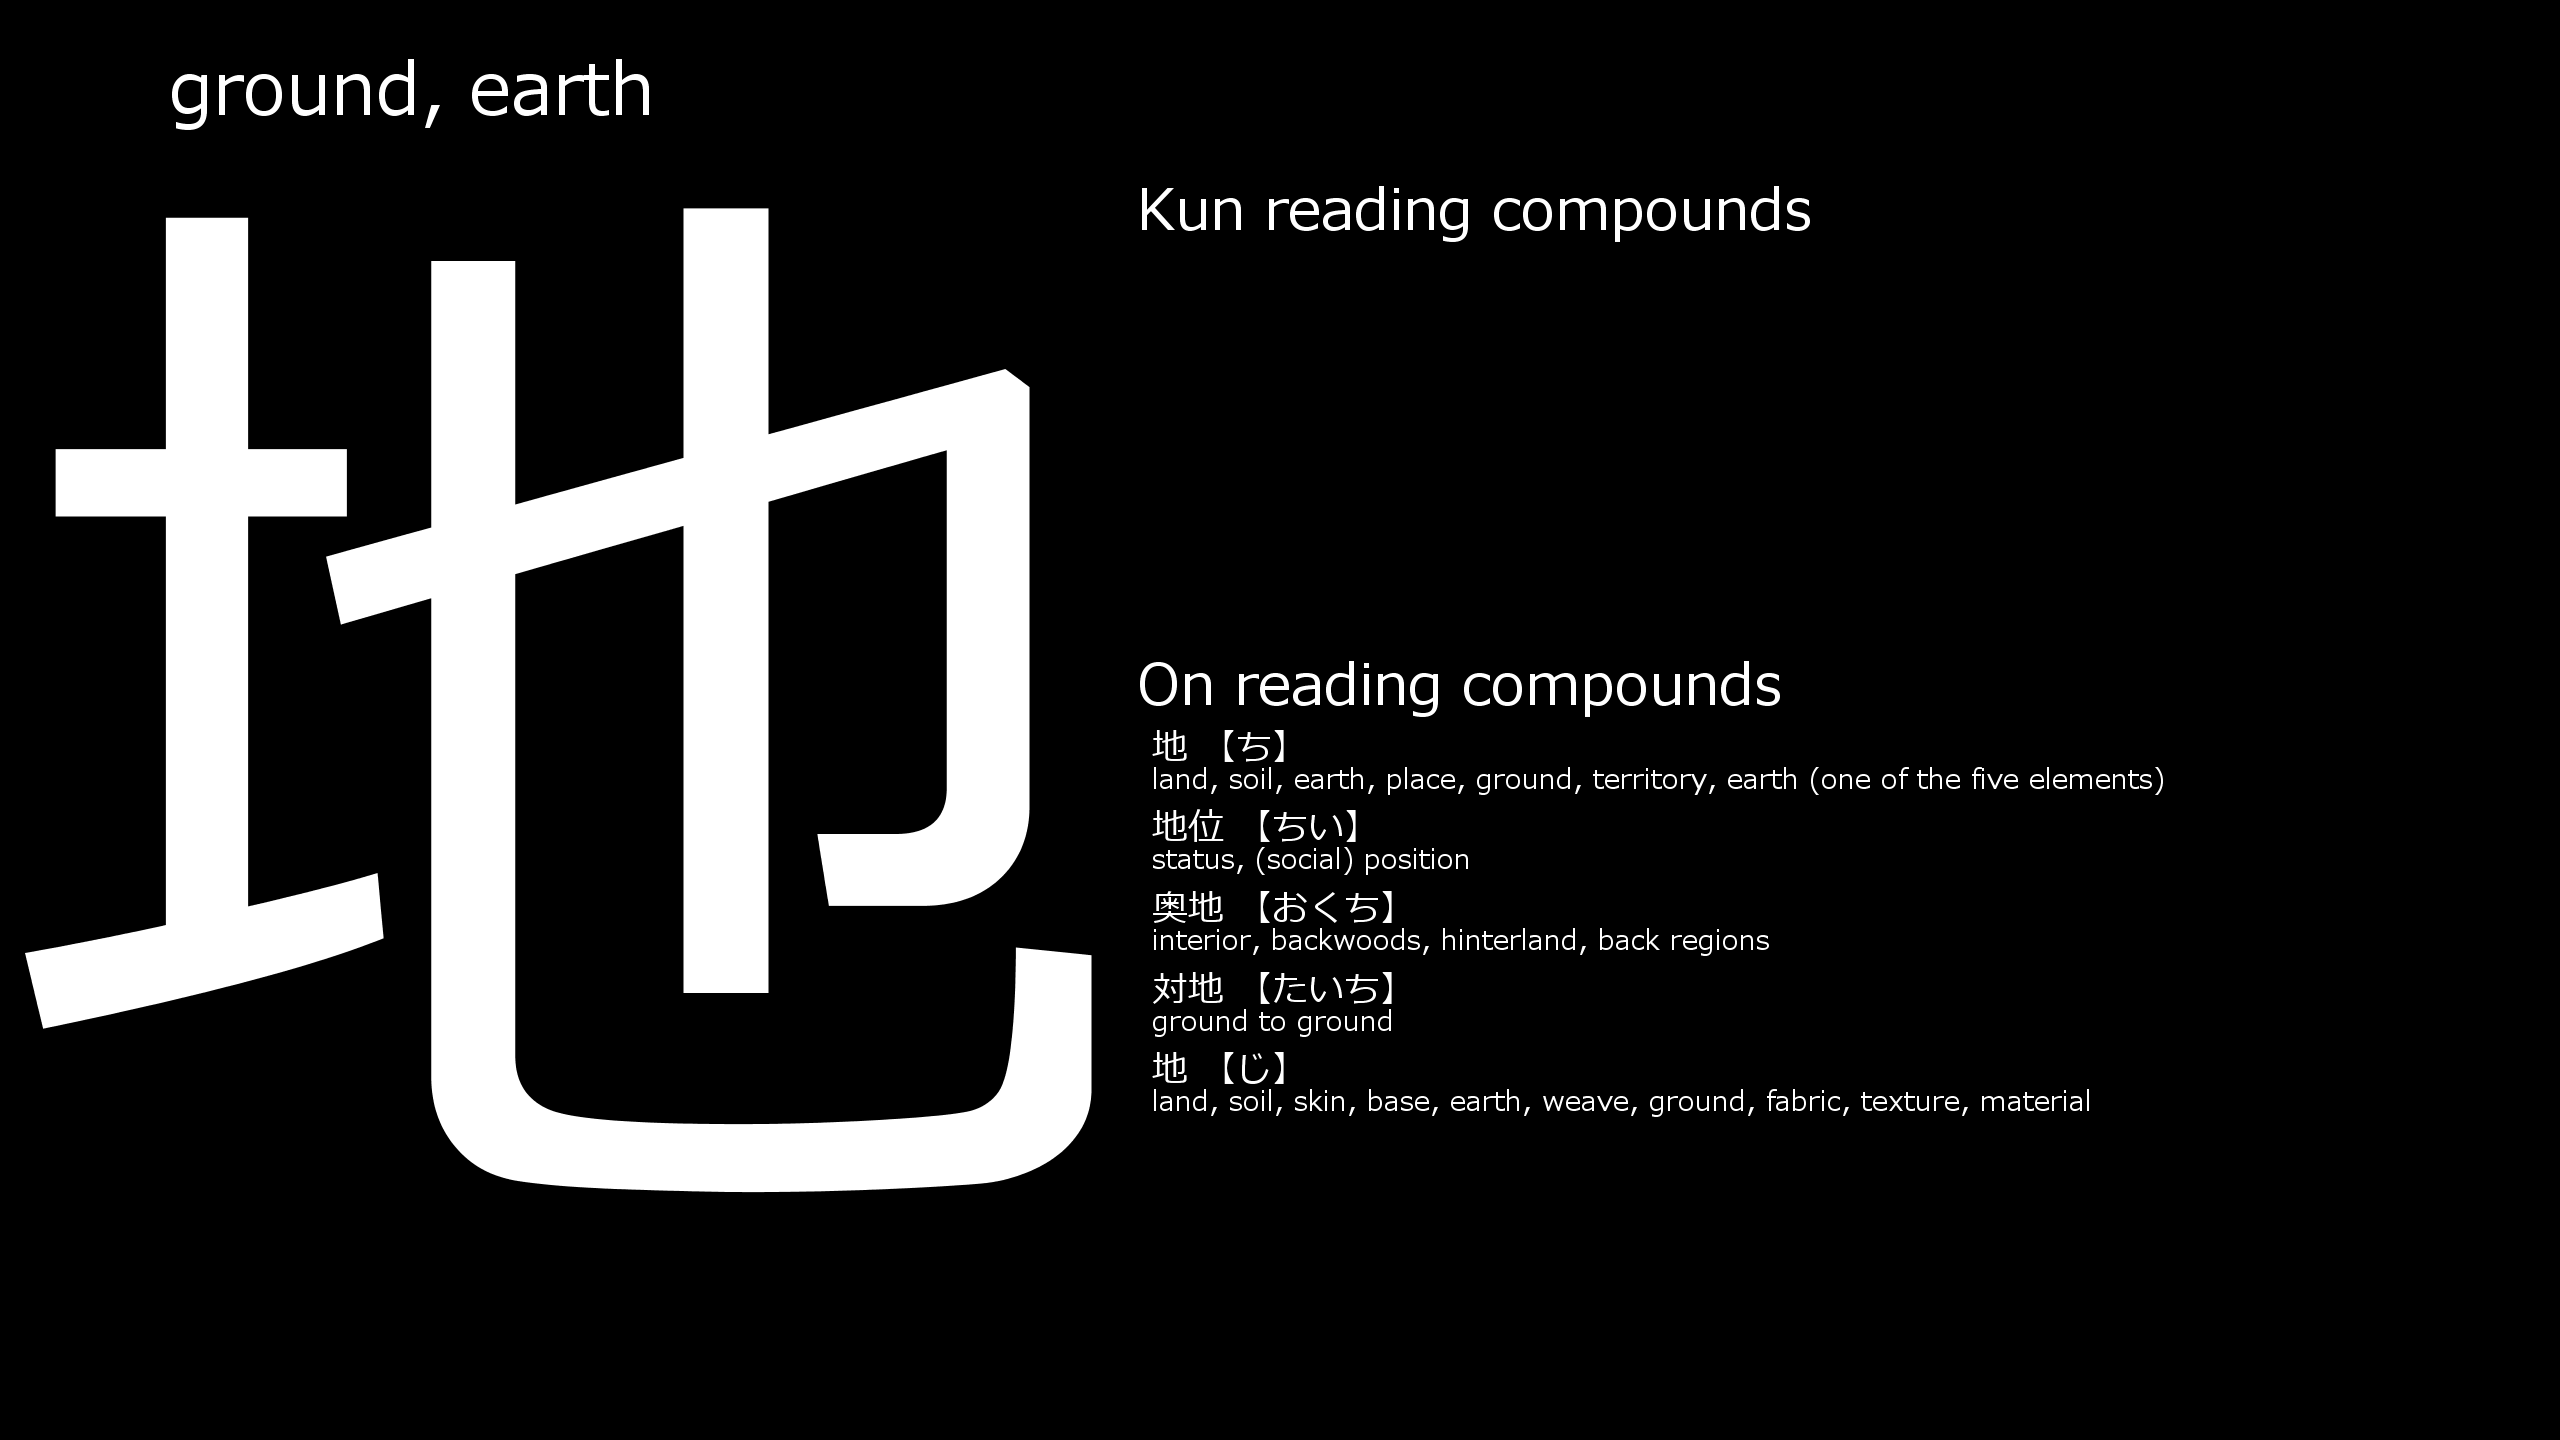 ground, earth
地
Kun reading compounds
On reading compounds
地 【ち】
land, soil, earth, place, ground, territory, earth (one of the five elements)
地位 【ちい】
status, (social) position
奥地 【おくち】
interior, backwoods, hinterland, back regions
対地 【たいち】
ground to ground
地 【じ】
land, soil, skin, base, earth, weave, ground, fabric, texture, material